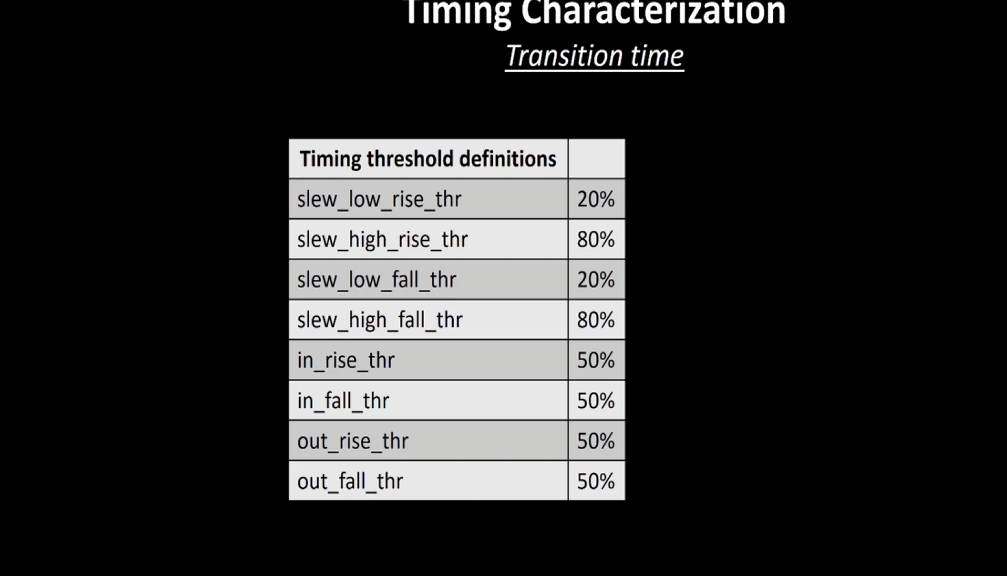 Timing Characterization
Transition time
Timing threshold definitions
slew_low_rise_thr 20%
slew_high_rise_thr 80%
slew_low_fall_thr 20%
slew_high_fall_thr 80%
in_rise_thr 50%
in_fall_thr 50%
out_rise_thr 50%
out_fall_thr 50%